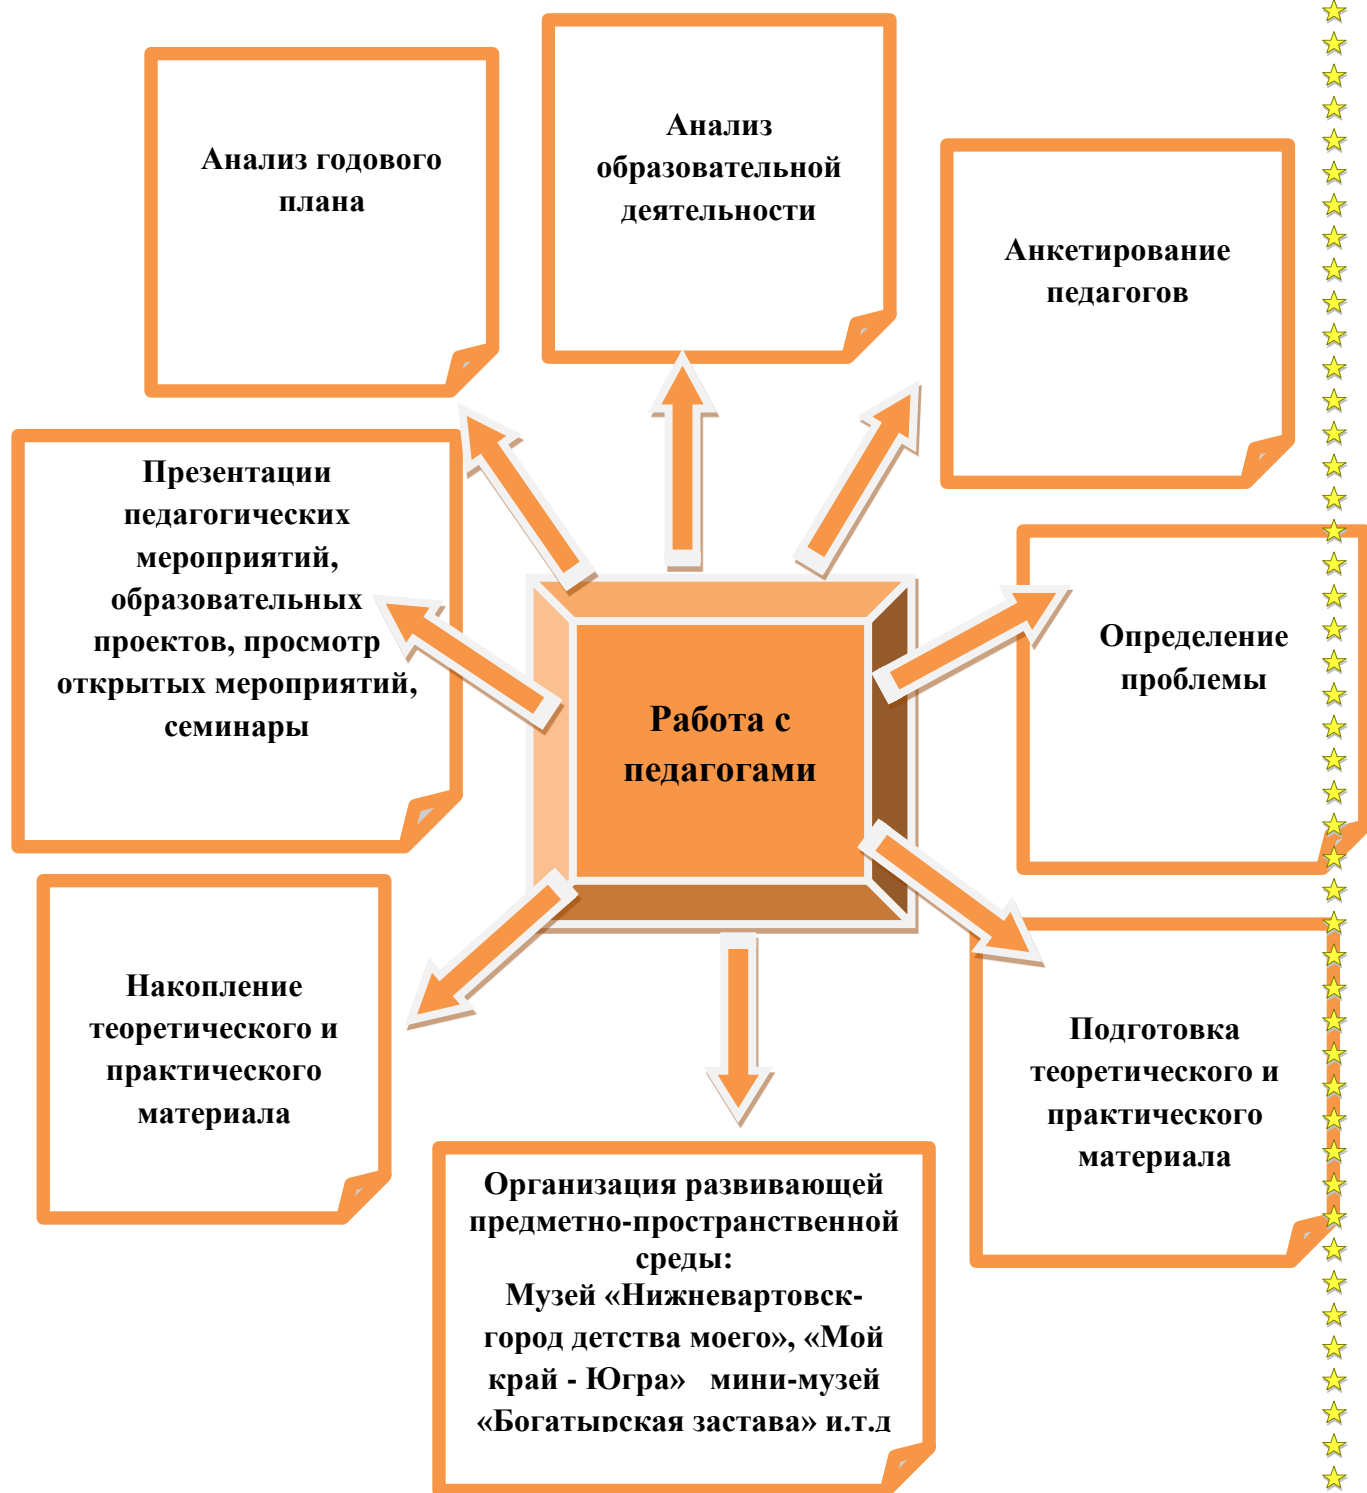 Анализ годового
плана
Анализ
образовательной
деятельности
Анкетирование
педагогов
Презентации
педагогических
мероприятий,
образовательных
проектов, просмотр
открытых мероприятий,
семинары
Определение
проблемы
Работа с
педагогами
Накопление
теоретического и
практического
материала
Подготовка
теоретического и
практического
материала
Организация развивающей
предметно-пространственной
среды:
Музей «Нижневартовск-
город детства моего», «Мой
край - Югра»   мини-музей
«Богатырская застава» и.т.д